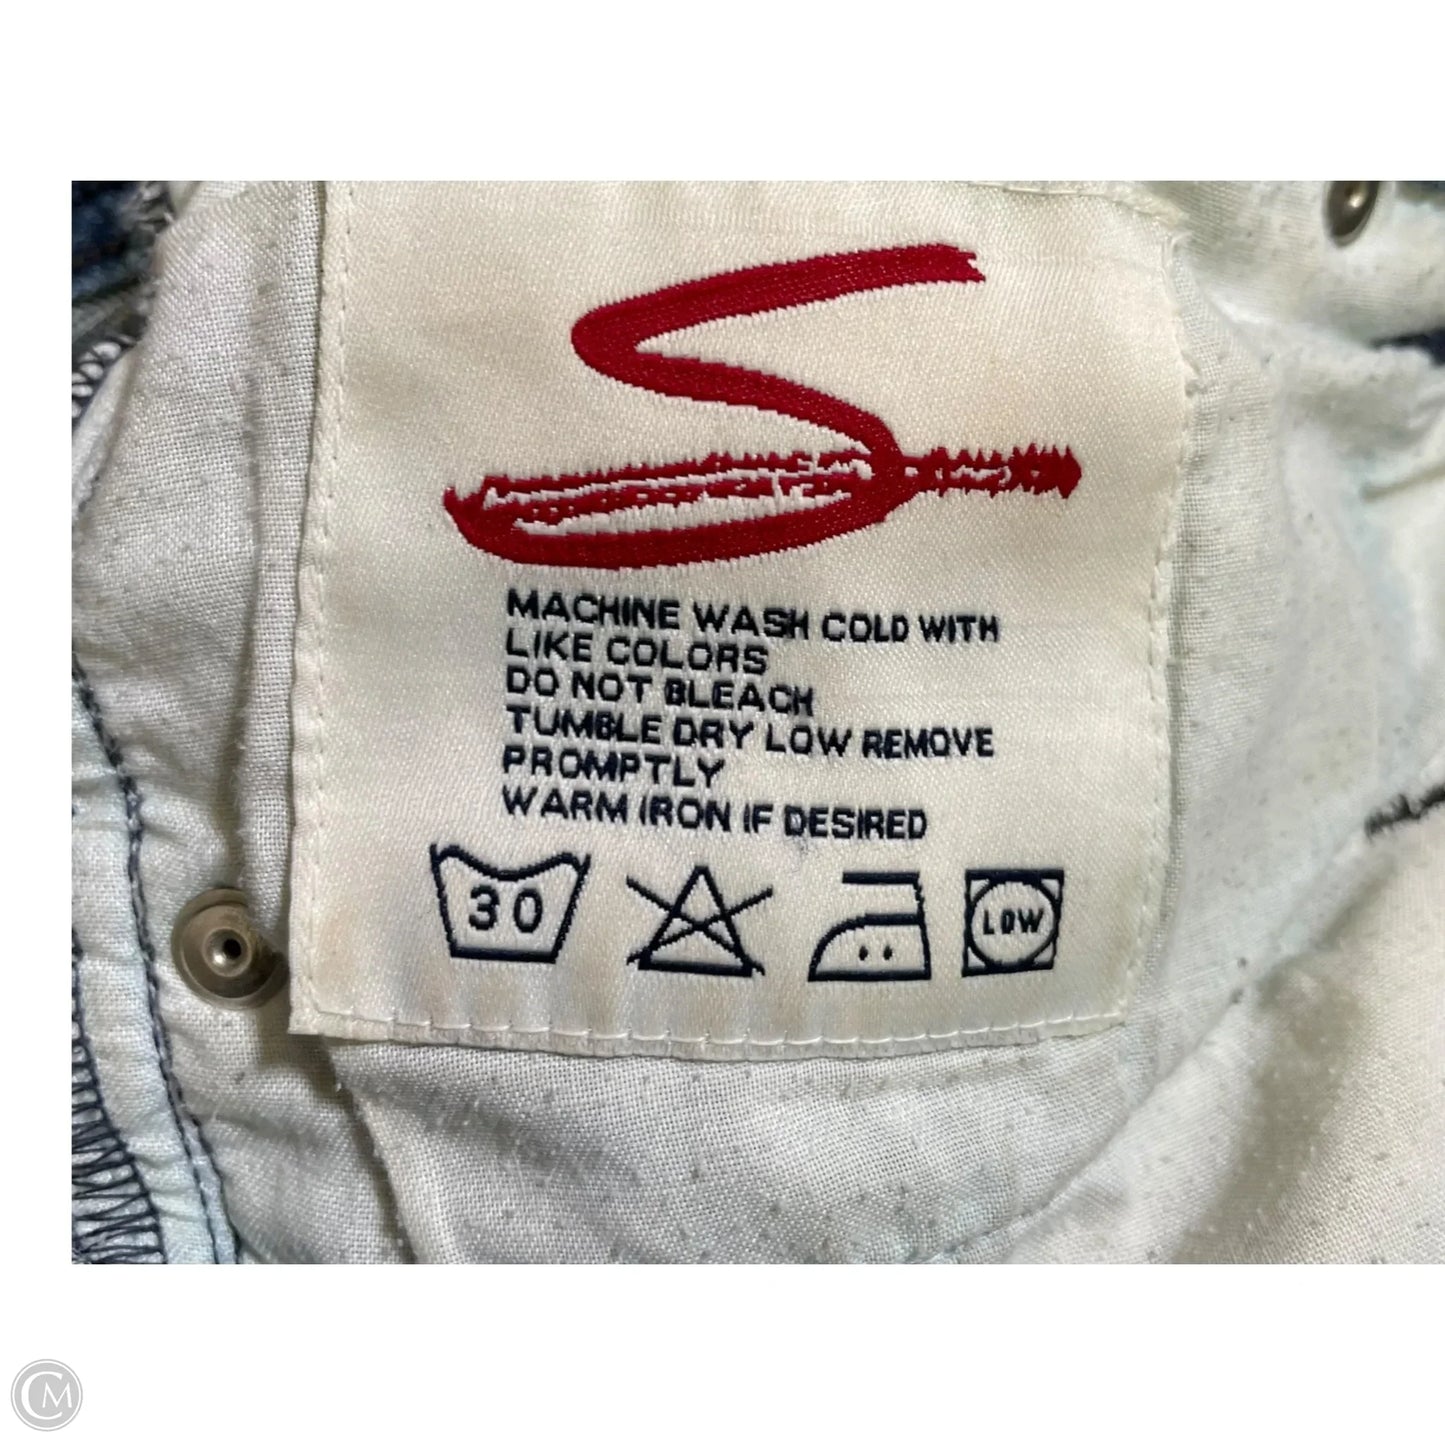 S
MACHINE WASH COLD WITH
LIKE COLORS
DO NOT BLEACH
TUMBLE DRY LOW REMOVE
PROMPTLY
WARM IRON IF DESIRED
30
LOW
CM